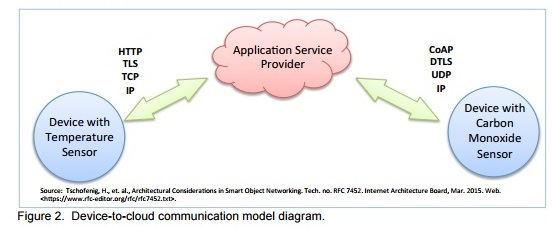 HTTP
TLS
TCP
IP
Application Service
Provider
CoAP
DTLS
UDP
IP
Device with
Temperature
Sensor
Device with
Carbon
Monoxide
Sensor
Source: Tschofenig, H., et. al., Architectural Considerations in Smart Object Networking. Tech. no. RFC 7452. Internet Architecture Board, Mar. 2015. Web.
<https://www.rfc-editor.org/rfc/rfc7452.txt>.
Figure 2. Device-to-cloud communication model diagram.